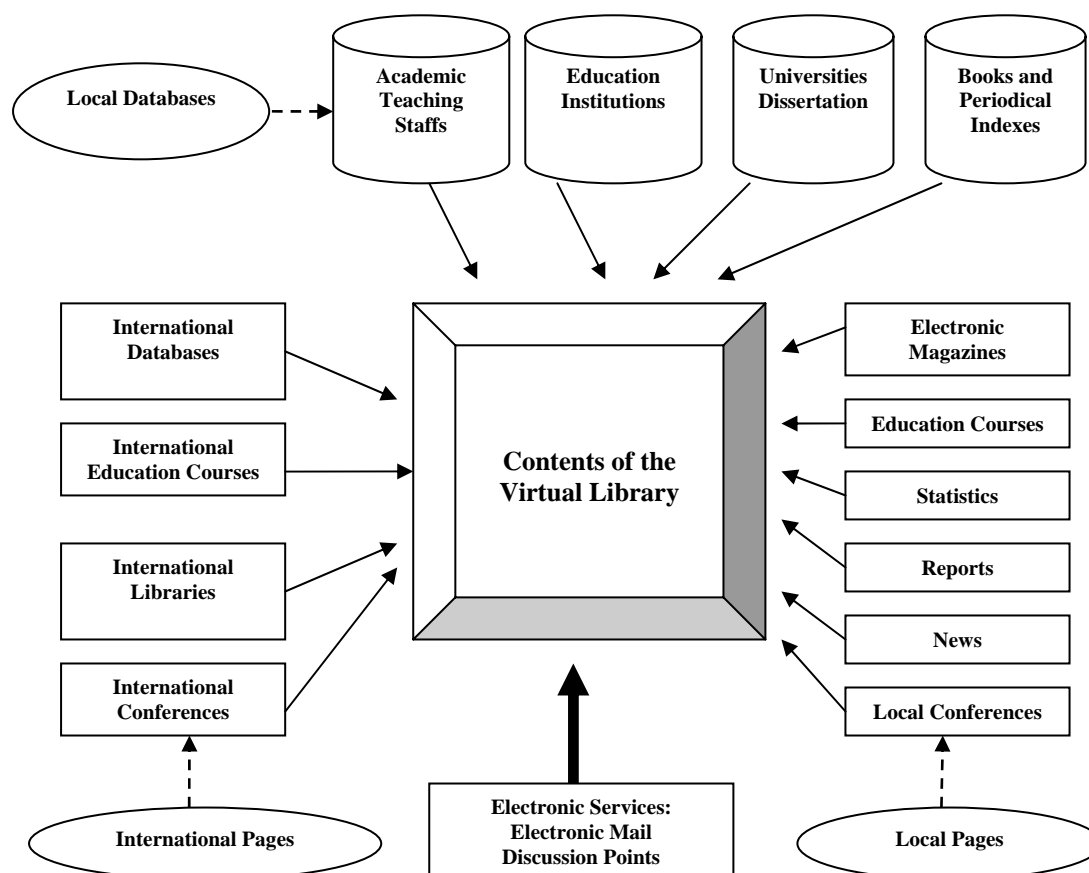 Local Databases
Academic
Teaching
Staffs
Education
Institutions
Universities
Dissertation
Books and
Periodical
Indexes
International
Databases
International
Education Courses
International
Libraries
International
Conferences
Contents of the
Virtual Library
Electronic
Magazines
Education Courses
Statistics
Reports
News
Local Conferences
International Pages
Electronic Services:
Electronic Mail
Discussion Points
Local Pages